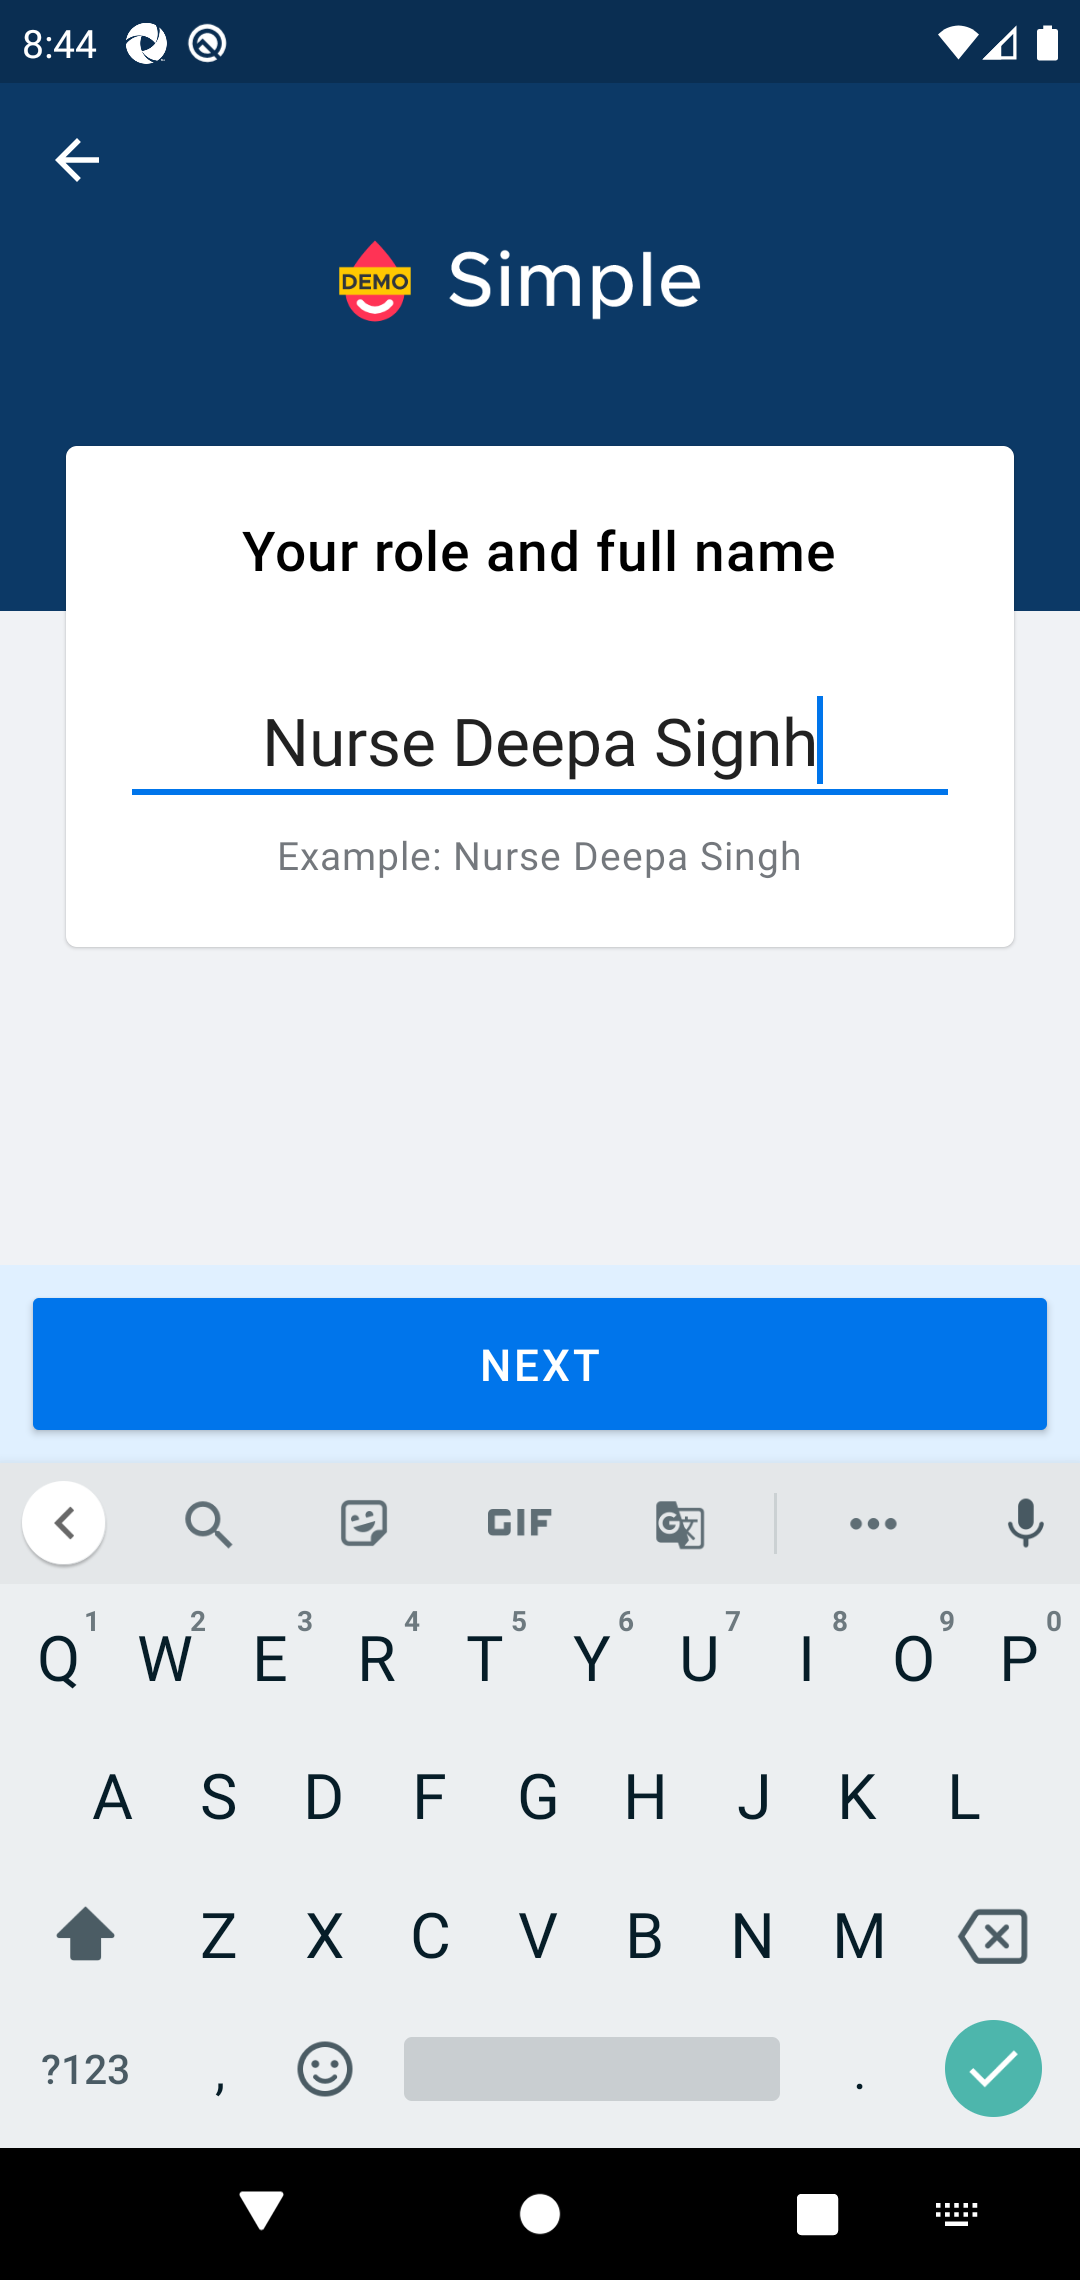 8:44
DEMO Simple
Your role and full name
Nurse Deepa Signh
Example: Nurse Deepa Singh
NEXT
GIF G
1 2 3 4 5 6 7 8 9 0
Q W E R T Y U I O P
A S D F G H J K L
Z X C V B N M
?123 , .